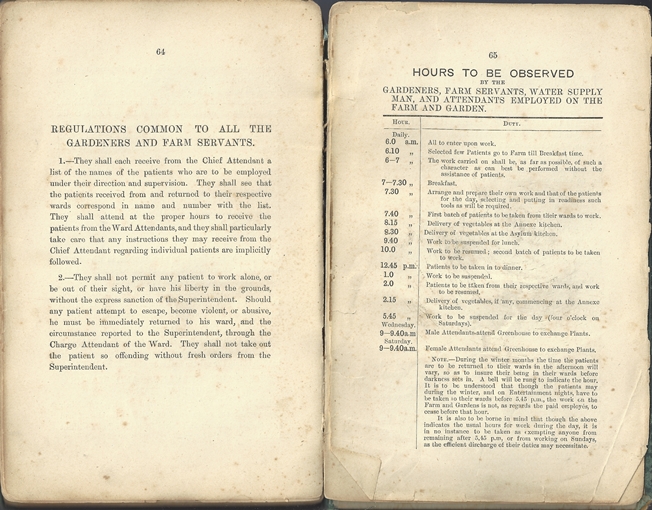 64
REGULATIONS COMMON TO ALL THE
GARDENERS AND FARM SERVANTS.
1.—They shall each receive from the Chief Attendant a
list of the names of the patients who are to be employed
under their direction and supervision. They shall see that
the patients received from and returned to their respective
wards correspond in name and number with the list.
They shall attend at the proper hours to receive the
patients from the Ward Attendants, and they shall particularly
take care that any instructions they may receive from the
Chief Attendant regarding individual patients are implicitly
followed.
2.—They shall not permit any patient to work alone, or
be out of their sight, or have his liberty in the grounds,
without the express sanction of the Superintendent. Should
any patient attempt to escape, become violent, or abusive,
he must be immediately returned to his ward, and the
circumstance reported to the Superintendent, through the
Charge Attendant of the Ward. They shall not take out
the patient so offending without fresh orders from the
Superintendent.
65
HOURS TO BE OBSERVED
BY THE
GARDENERS, FARM SERVANTS, WATER SUPPLY
MAN, AND ATTENDANTS EMPLOYED ON THE
FARM AND GARDEN.
HOUR. DUTY.
Daily.
6.0 a.m. All to enter upon work.
6.10 „ Selected few Patients go to Farm till Breakfast time.
6—7 „ The work carried on shall be, as far as possible, of such a
character as can best be performed without the
assistance of patients.
7—7.30 „ Breakfast.
7.30 „ Arrange and prepare their own work and that of the patients
for the day, selecting and putting in readiness such
tools as will be required.
7.40 „ First batch of patients to be taken from their wards to work.
8.15 „ Delivery of vegetables at the Annexe kitchen.
8.30 „ Delivery of vegetables at the Asylum kitchen.
9.40 „ Work to be suspended for lunch.
10.0 „ Work to be resumed; second batch of patients to be taken
to work.
12.45 p.m. Patients to be taken in to dinner.
1.0 „ Work to be suspended.
2.0 „ Patients to be taken from their respective wards, and work
to be resumed.
2.15 „ Delivery of vegetables, if any, commencing at the Annexe
kitchen.
5.45 „ Work to be suspended for the day (four o'clock on
Saturdays).
Wednesday.
9—9.40a.m Male Attendants attend Greenhouse to exchange Plants.
Saturday.
9—9.40a.m. Female Attendants attend Greenhouse to exchange Plants.
NOTE.—During the winter months the time the patients
are to be returned to their wards in the afternoon will
vary, so as to insure their being in their wards before
darkness sets in. A bell will be rung to indicate the hour.
It is to be understood that though the patients may
during the winter, and on Entertainment nights, have to
be taken to their wards before 5.45 p.m., the work on the
Farm and Gardens is not, as regards the paid employés, to
cease before that hour.
It is also to be borne in mind that though the above
indicates the usual hours for work during the day, it is
in no instance to be taken as exempting anyone from
remaining after 5.45 p.m. or from working on Sundays,
as the efficient discharge of their duties may necessitate.